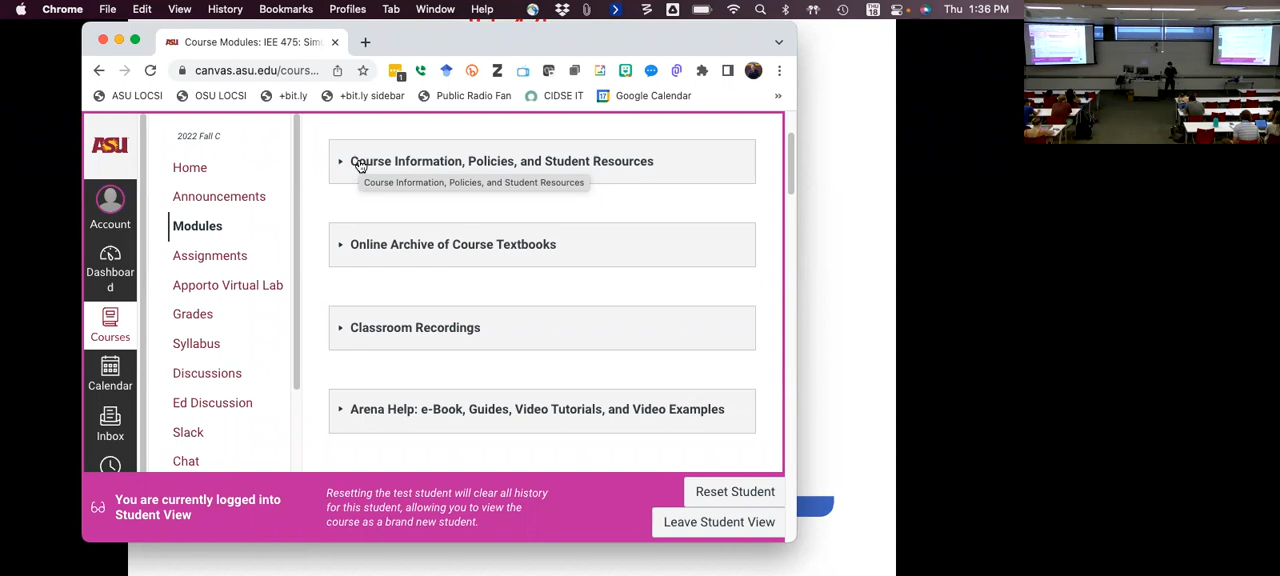 Chrome File Edit View History Bookmarks Profiles Tab Window Help
THU
18
Thu 1:36 PM
ASU Course Modules: IEE 475: Sim
canvas.asu.edu/cours...
1
ASU LOCSI
OSU LOCSI
+bit.ly
+bit.ly sidebar
Public Radio Fan
CIDSE IT
17 Google Calendar
»
ASU
Account
Dashboar
d
Courses
Calendar
Inbox
2022 Fall C
Home
Announcements
Modules
Assignments
Apporto Virtual Lab
Grades
Syllabus
Discussions
Ed Discussion
Slack
Chat
Course Information, Policies, and Student Resources
Course Information, Policies, and Student Resources
Online Archive of Course Textbooks
Classroom Recordings
Arena Help: e-Book, Guides, Video Tutorials, and Video Examples
You are currently logged into
Student View
Resetting the test student will clear all history
for this student, allowing you to view the
course as a brand new student.
Reset Student
Leave Student View